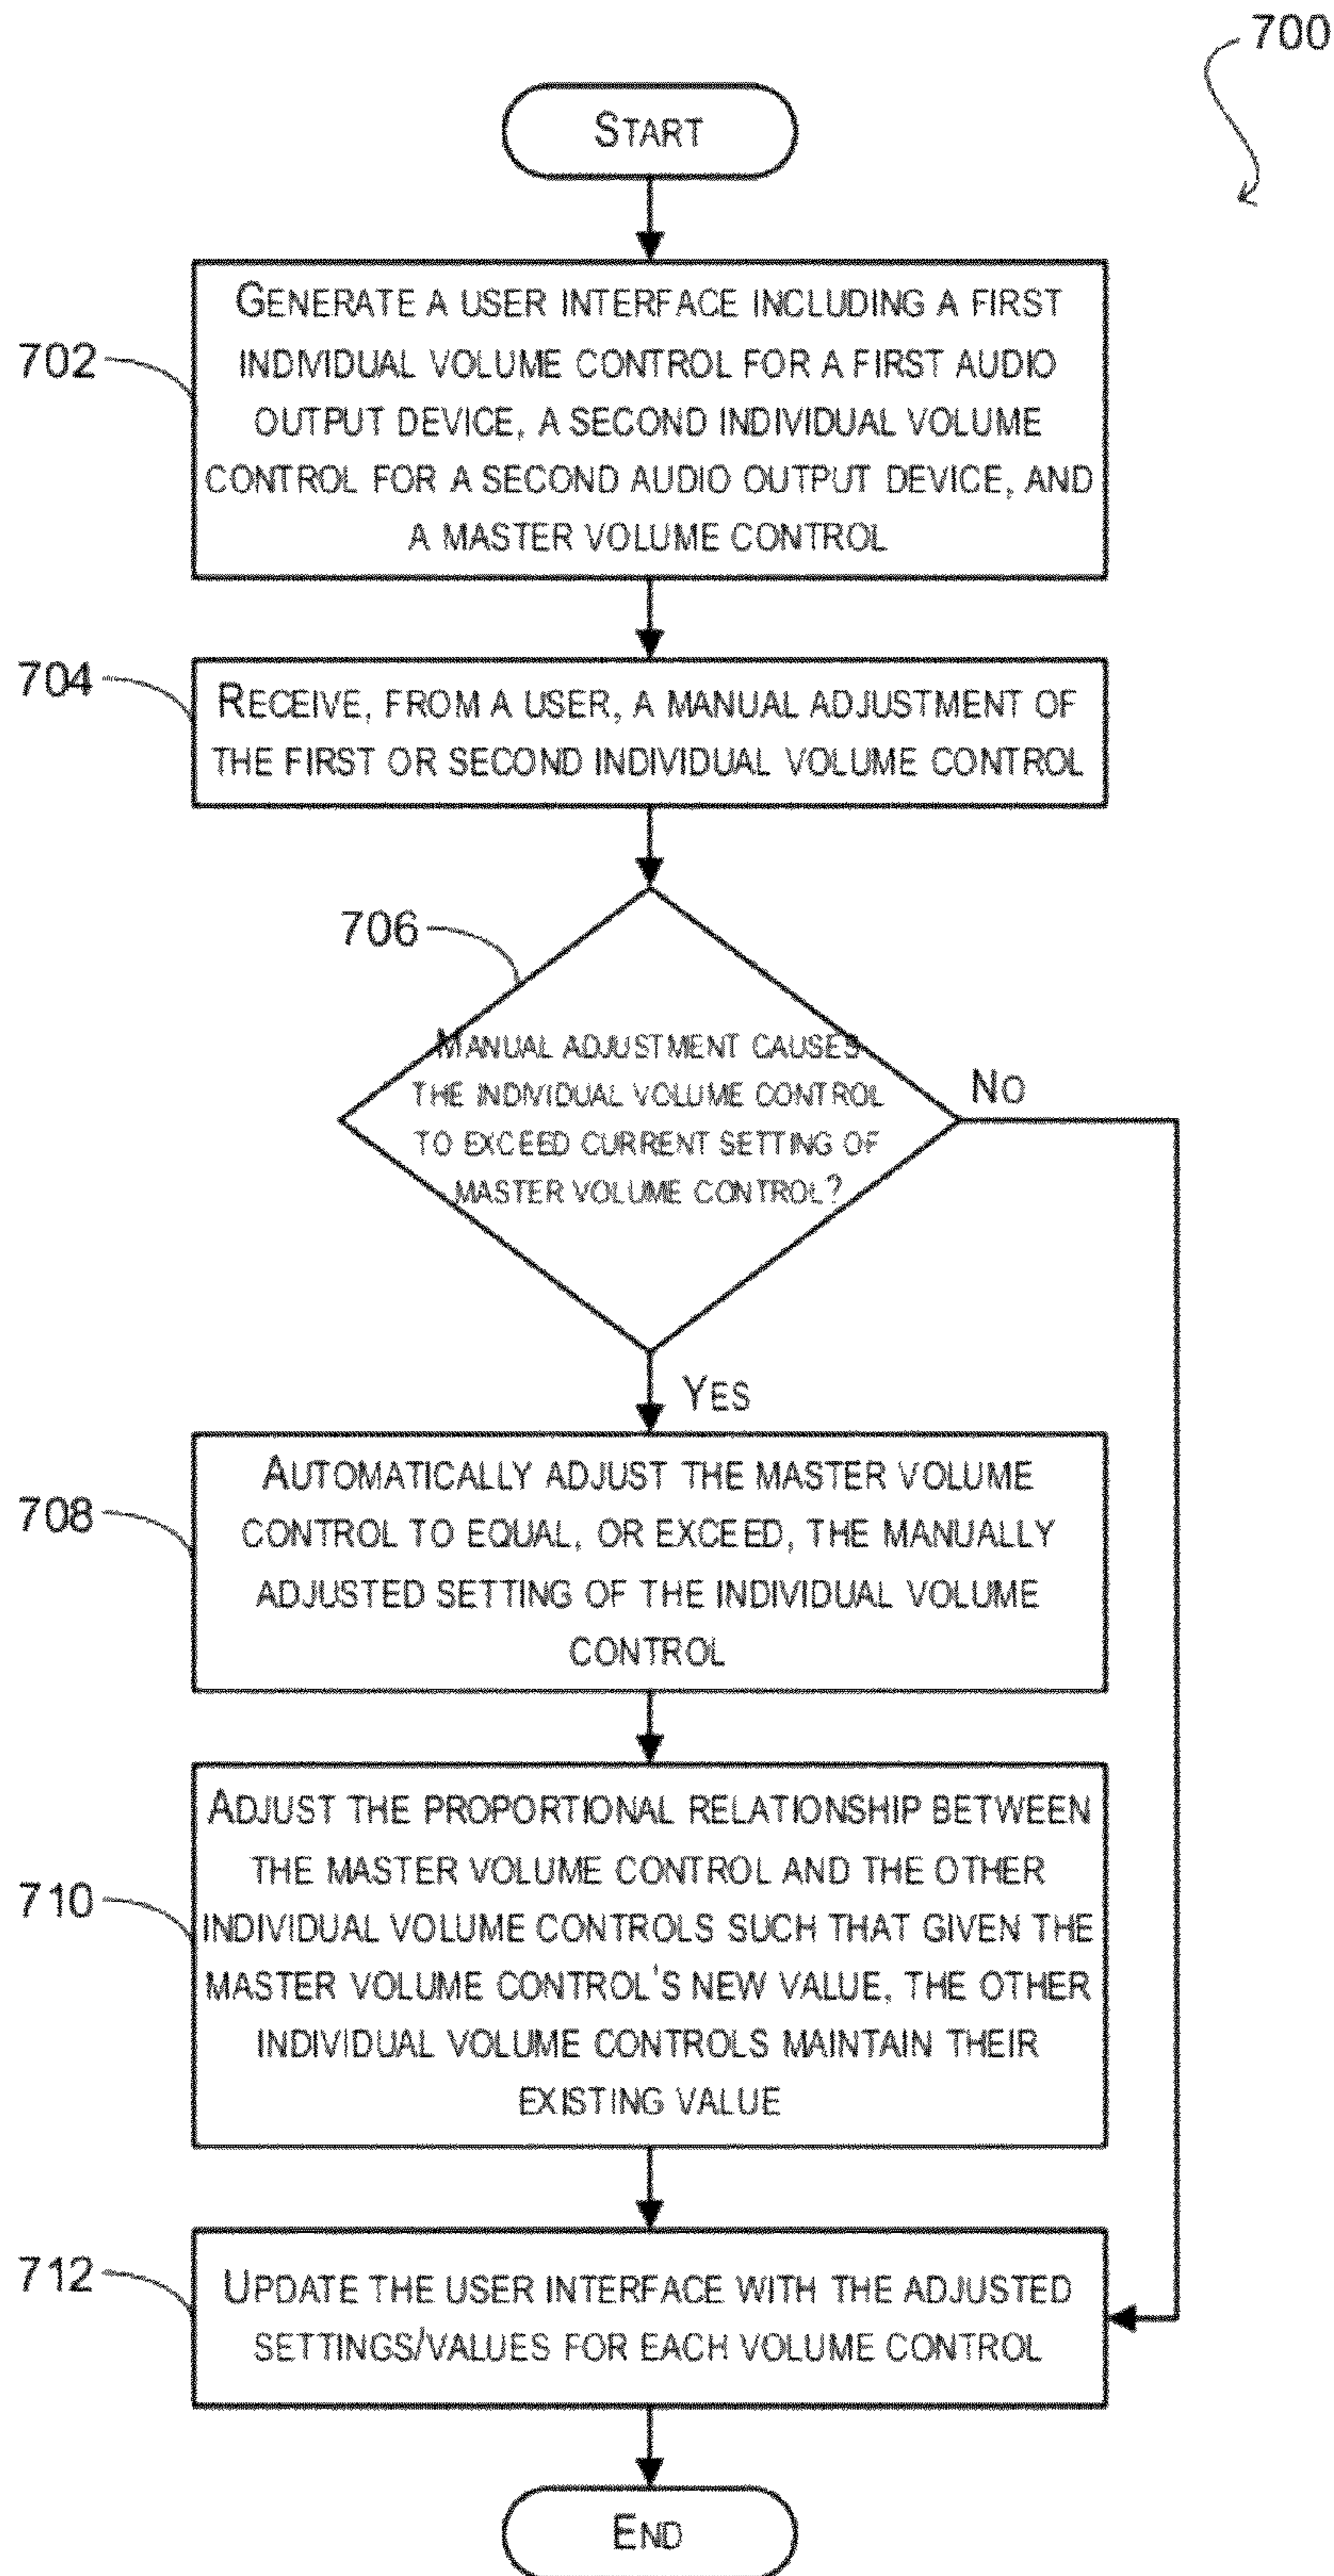 700
START
702
GENERATE A USER INTERFACE INCLUDING A FIRST
INDIVIDUAL VOLUME CONTROL FOR A FIRST AUDIO
OUTPUT DEVICE, A SECOND INDIVIDUAL VOLUME
CONTROL FOR A SECOND AUDIO OUTPUT DEVICE, AND
A MASTER VOLUME CONTROL
704
RECEIVE, FROM A USER, A MANUAL ADJUSTMENT OF
THE FIRST OR SECOND INDIVIDUAL VOLUME CONTROL
706
MANUAL ADJUSTMENT CAUSES
THE INDIVIDUAL VOLUME CONTROL
TO EXCEED CURRENT SETTING OF
MASTER VOLUME CONTROL?
NO
YES
708
AUTOMATICALLY ADJUST THE MASTER VOLUME
CONTROL TO EQUAL, OR EXCEED, THE MANUALLY
ADJUSTED SETTING OF THE INDIVIDUAL VOLUME
CONTROL
710
ADJUST THE PROPORTIONAL RELATIONSHIP BETWEEN
THE MASTER VOLUME CONTROL AND THE OTHER
INDIVIDUAL VOLUME CONTROLS SUCH THAT GIVEN THE
MASTER VOLUME CONTROL'S NEW VALUE, THE OTHER
INDIVIDUAL VOLUME CONTROLS MAINTAIN THEIR
EXISTING VALUE
712
UPDATE THE USER INTERFACE WITH THE ADJUSTED
SETTINGS/VALUES FOR EACH VOLUME CONTROL
END